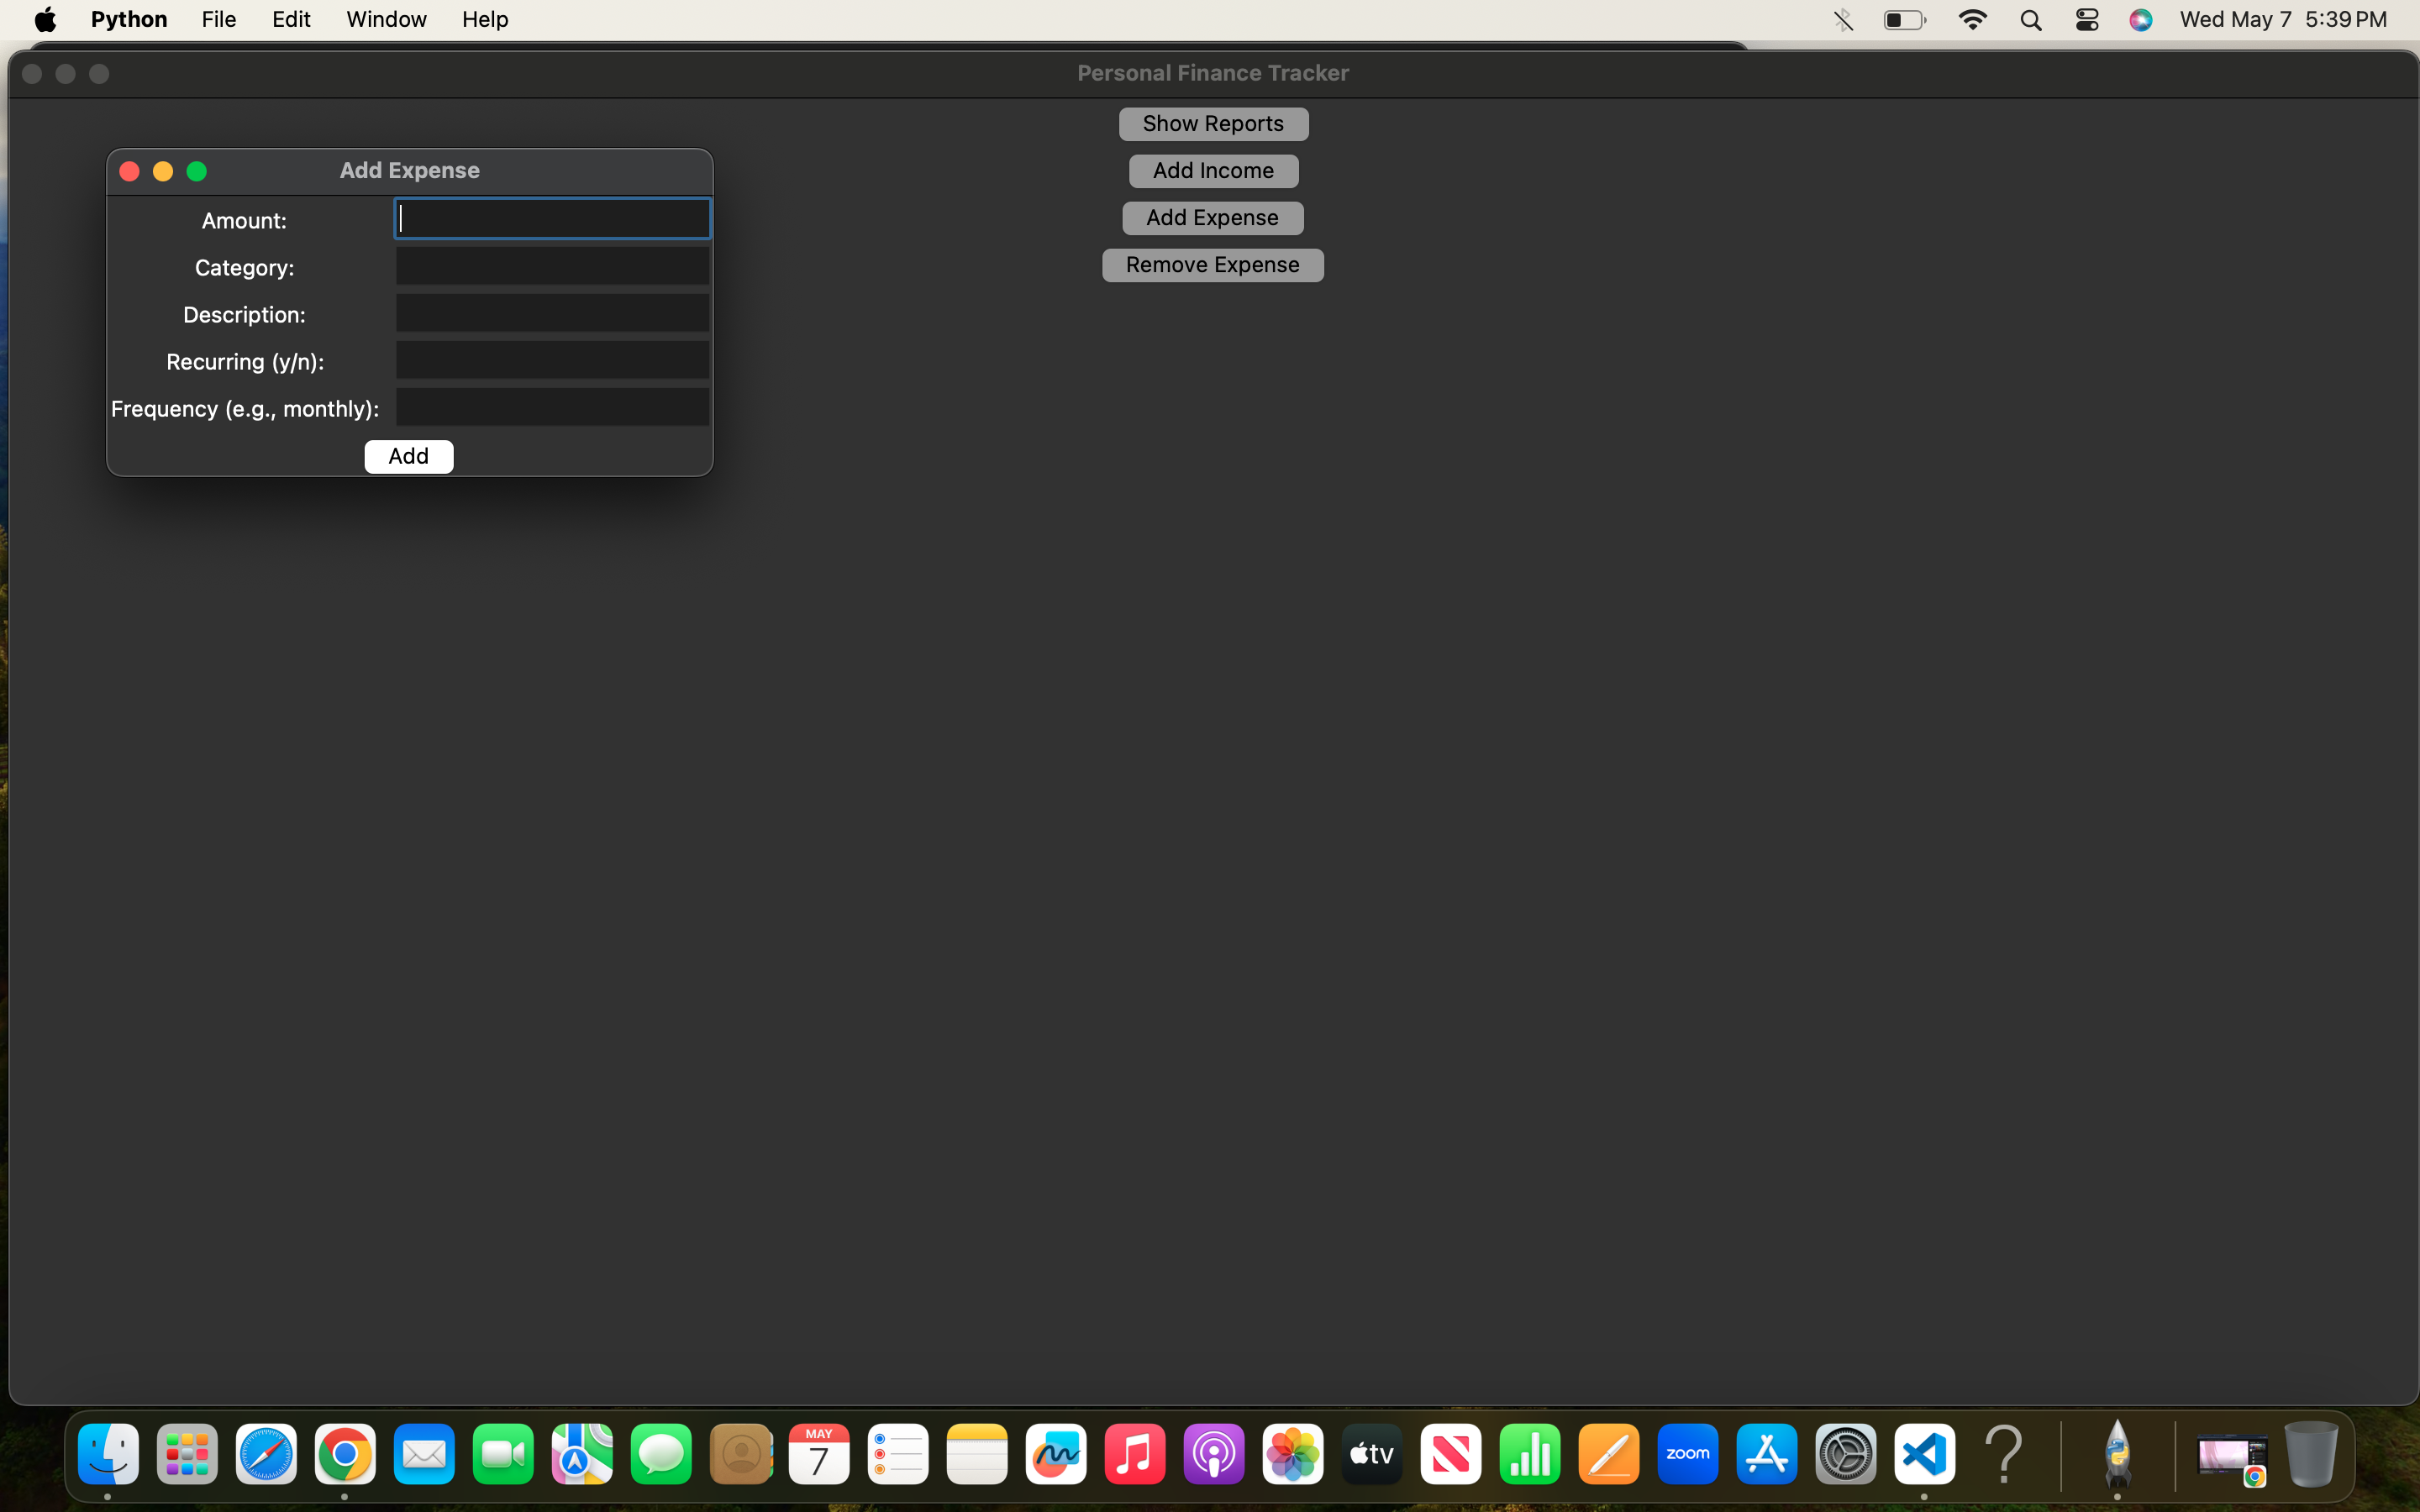 Python File Edit Window Help Wed May 7 5:39 PM
Personal Finance Tracker
Show Reports
Add Income
Add Expense
Remove Expense
Add Expense
Amount:
Category:
Description:
Recurring (y/n):
Frequency (e.g., monthly):
Add
MAY
7
tv
zoom